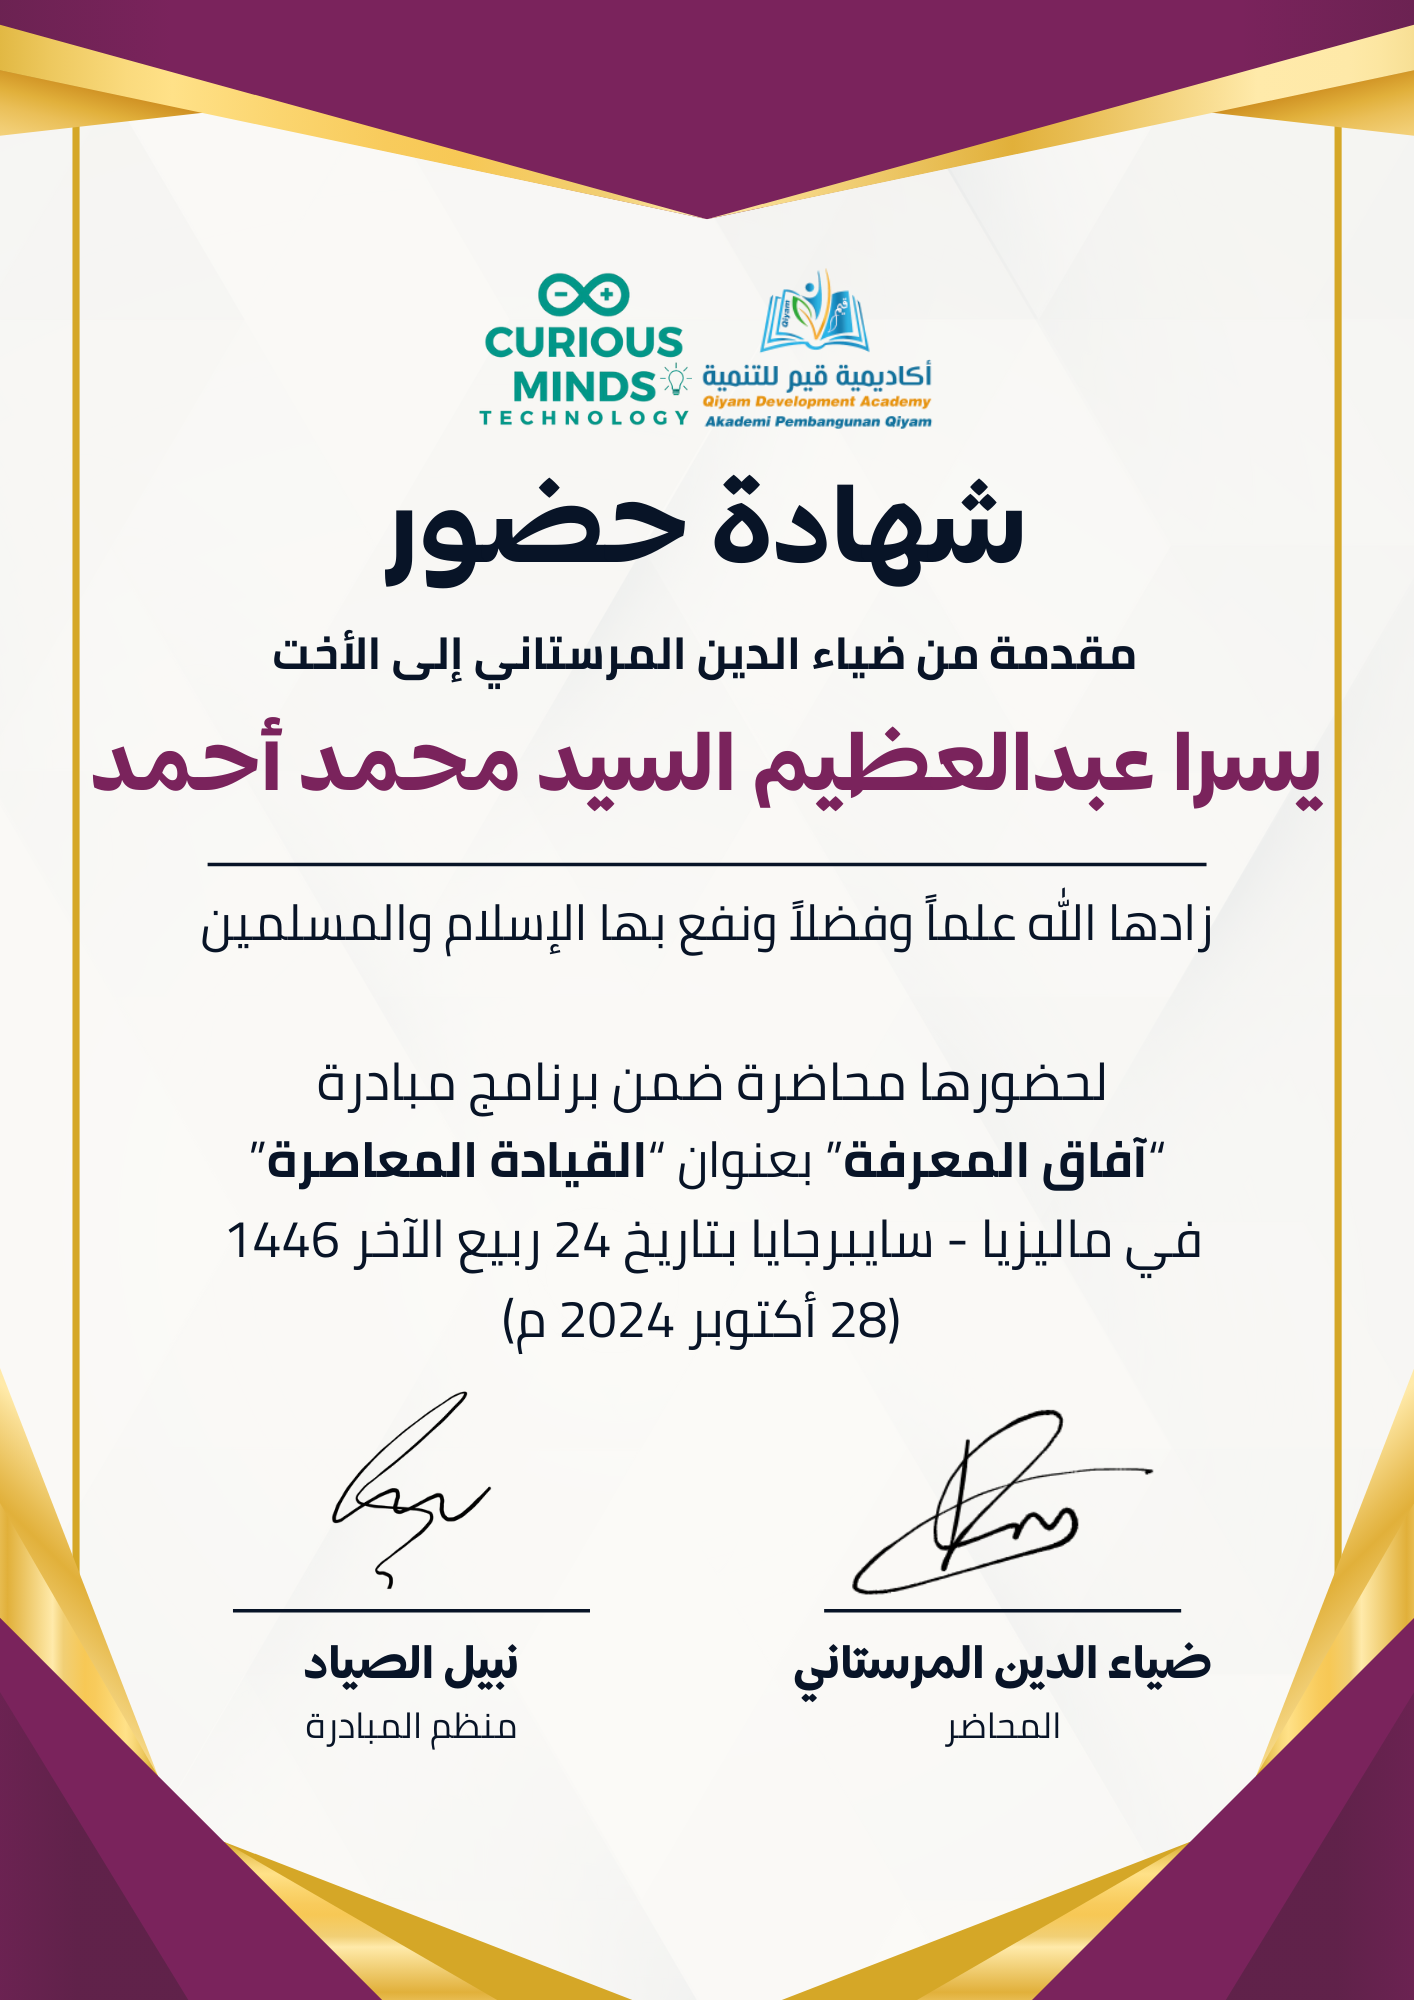 CURIOUS
MINDS
TECHNOLOGY
Qiyam
قيم
أكاديمية قيم للتنمية
Qiyam Development Academy
Akademi Pembangunan Qiyam
شهادة حضور
مقدمة من ضياء الدين المرستاني إلى الأخت
يسرا عبدالعظيم السيد محمد أحمد
زادها الله علماً وفضلاً ونفع بها الإسلام والمسلمين
لحضورها محاضرة ضمن برنامج مبادرة
“آفاق المعرفة” بعنوان “القيادة المعاصرة”
في ماليزيا - سايبرجايا بتاريخ 24 ربيع الآخر 1446
(28 أكتوبر 2024 م)
ضياء الدين المرستاني
المحاضر
نبيل الصياد
منظم المبادرة